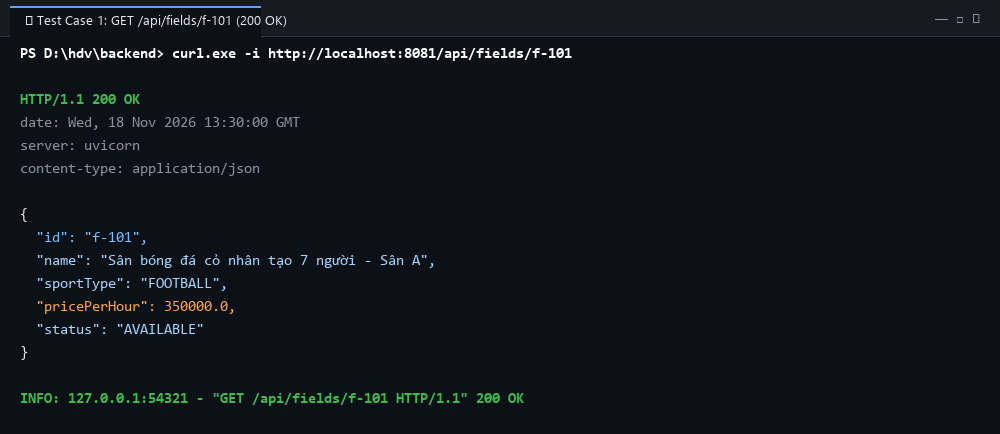 Test Case 1: GET /api/fields/f-101 (200 OK)
PS D:\hdv\backend> curl.exe -i http://localhost:8081/api/fields/f-101
HTTP/1.1 200 OK
date: Wed, 18 Nov 2026 13:30:00 GMT
server: uvicorn
content-type: application/json
{
  "id": "f-101",
  "name": "Sân bóng đá cỏ nhân tạo 7 người - Sân A",
  "sportType": "FOOTBALL",
  "pricePerHour": 350000.0,
  "status": "AVAILABLE"
}
INFO: 127.0.0.1:54321 - "GET /api/fields/f-101 HTTP/1.1" 200 OK